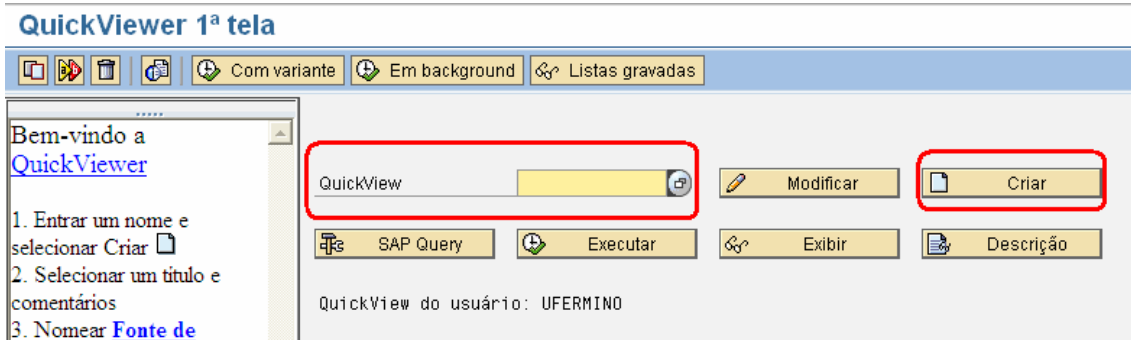 QuickViewer 1ª tela
Com variante Em background Listas gravadas
Bem-vindo a
QuickViewer
1. Entrar um nome e
selecionar Criar
2. Selecionar um titulo e
comentários
3. Nomear Fonte de
QuickView Modificar Criar
SAP Query Executar Exibir Descrição
QuickView do usuário: UFERMINO